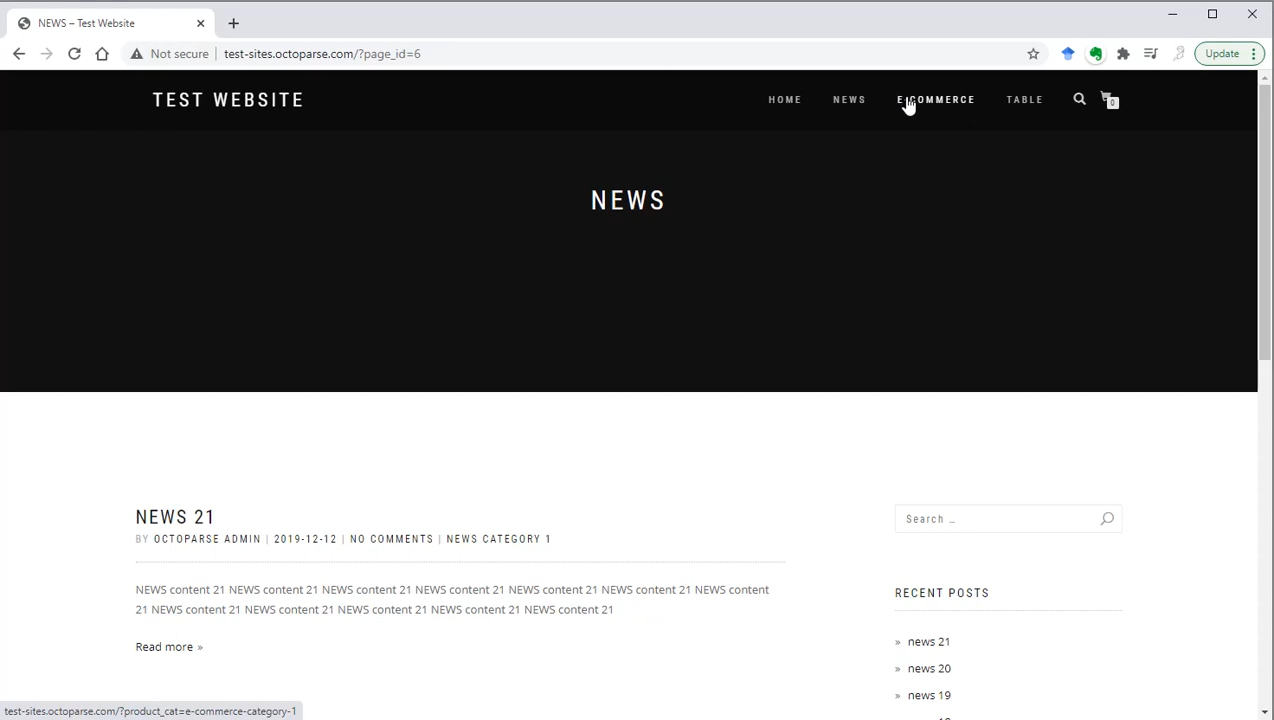 NEWS – Test Website
Not secure
test-sites.octoparse.com/?page_id=6
Update
TEST WEBSITE
HOME NEWS E-COMMERCE TABLE 0
NEWS
NEWS 21
BY OCTOPARSE ADMIN | 2019-12-12 | NO COMMENTS | NEWS CATEGORY 1
NEWS content 21 NEWS content 21 NEWS content 21 NEWS content 21 NEWS content 21 NEWS content 21 NEWS content
21 NEWS content 21 NEWS content 21 NEWS content 21 NEWS content 21 NEWS content 21
Read more »
Search …
RECENT POSTS
» news 21
» news 20
» news 19
test-sites.octoparse.com/?product_cat=e-commerce-category-1